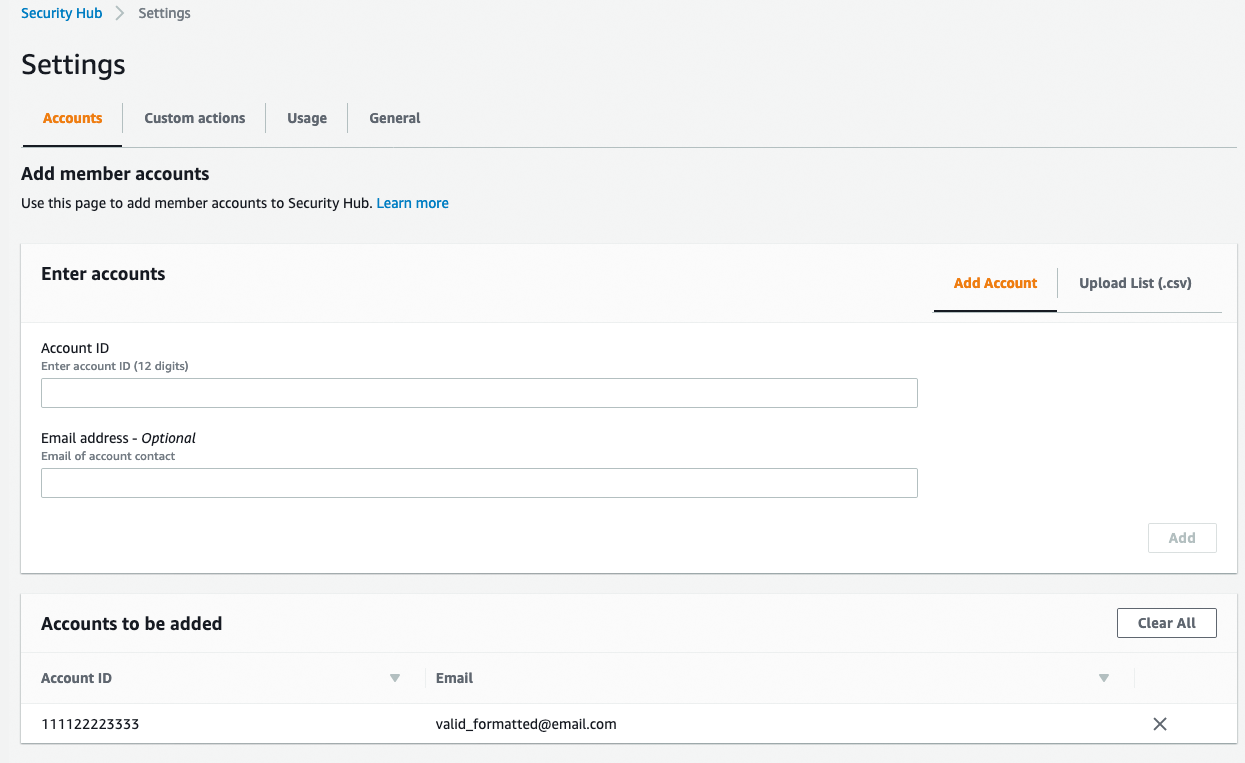 Security Hub Settings
Settings
Accounts Custom actions Usage General
Add member accounts
Use this page to add member accounts to Security Hub. Learn more
Enter accounts
Add Account Upload List (.csv)
Account ID
Enter account ID (12 digits)
Email address - Optional
Email of account contact
Add
Accounts to be added
Clear All
Account ID Email
111122223333 valid_formatted@email.com